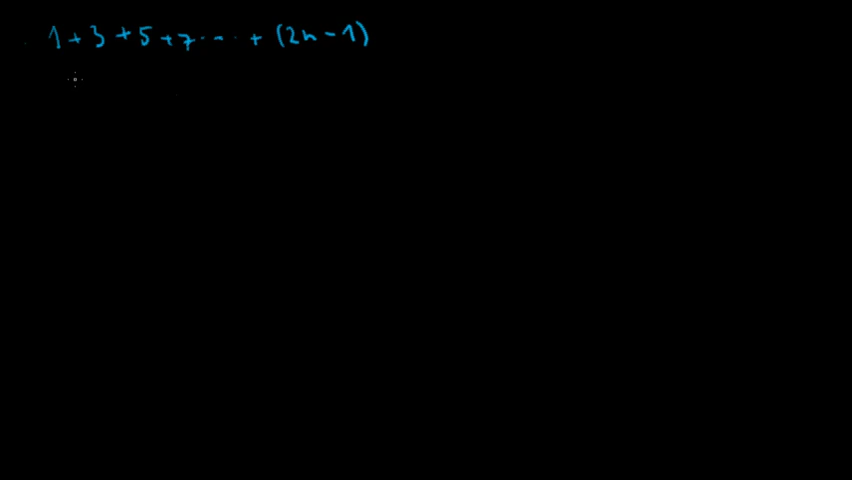 1 + 3 + 5 + 7 .... + (2n - 1)